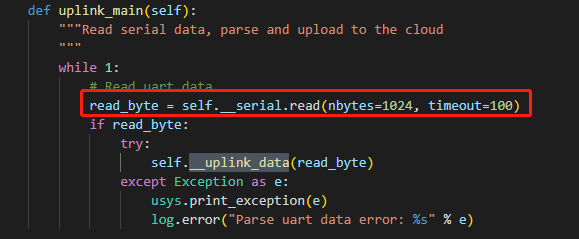 def uplink_main(self):
"""Read serial data, parse and upload to the cloud
"""
while 1:
# Read uart data
read_byte = self.__serial.read(nbytes=1024, timeout=100)
if read_byte:
try:
self.__uplink_data(read_byte)
except Exception as e:
usys.print_exception(e)
log.error("Parse uart data error: %s" % e)